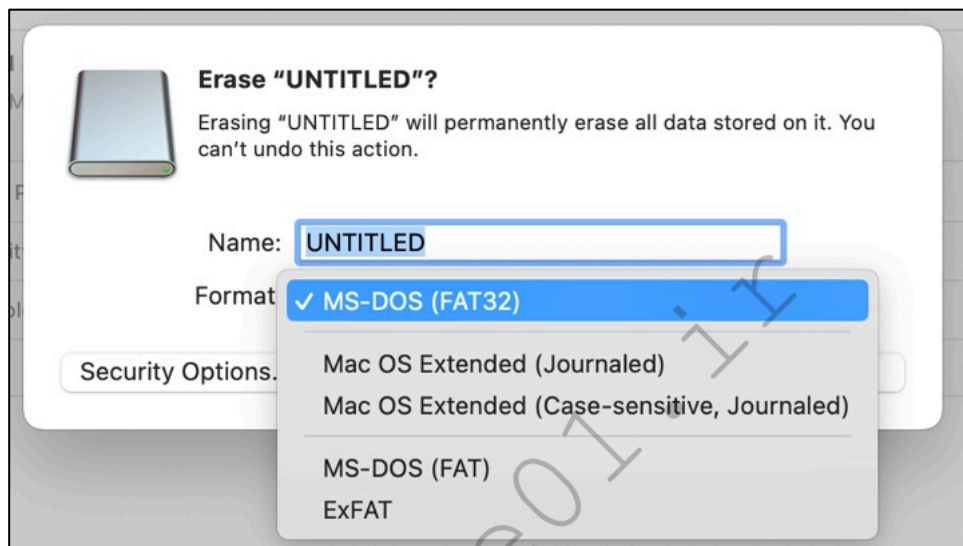 Erase “UNTITLED”?
Erasing “UNTITLED” will permanently erase all data stored on it. You
can’t undo this action.
Name: UNTITLED
Format
✓ MS-DOS (FAT32)
Mac OS Extended (Journaled)
Security Options.
Mac OS Extended (Case-sensitive, Journaled)
MS-DOS (FAT)
ExFAT